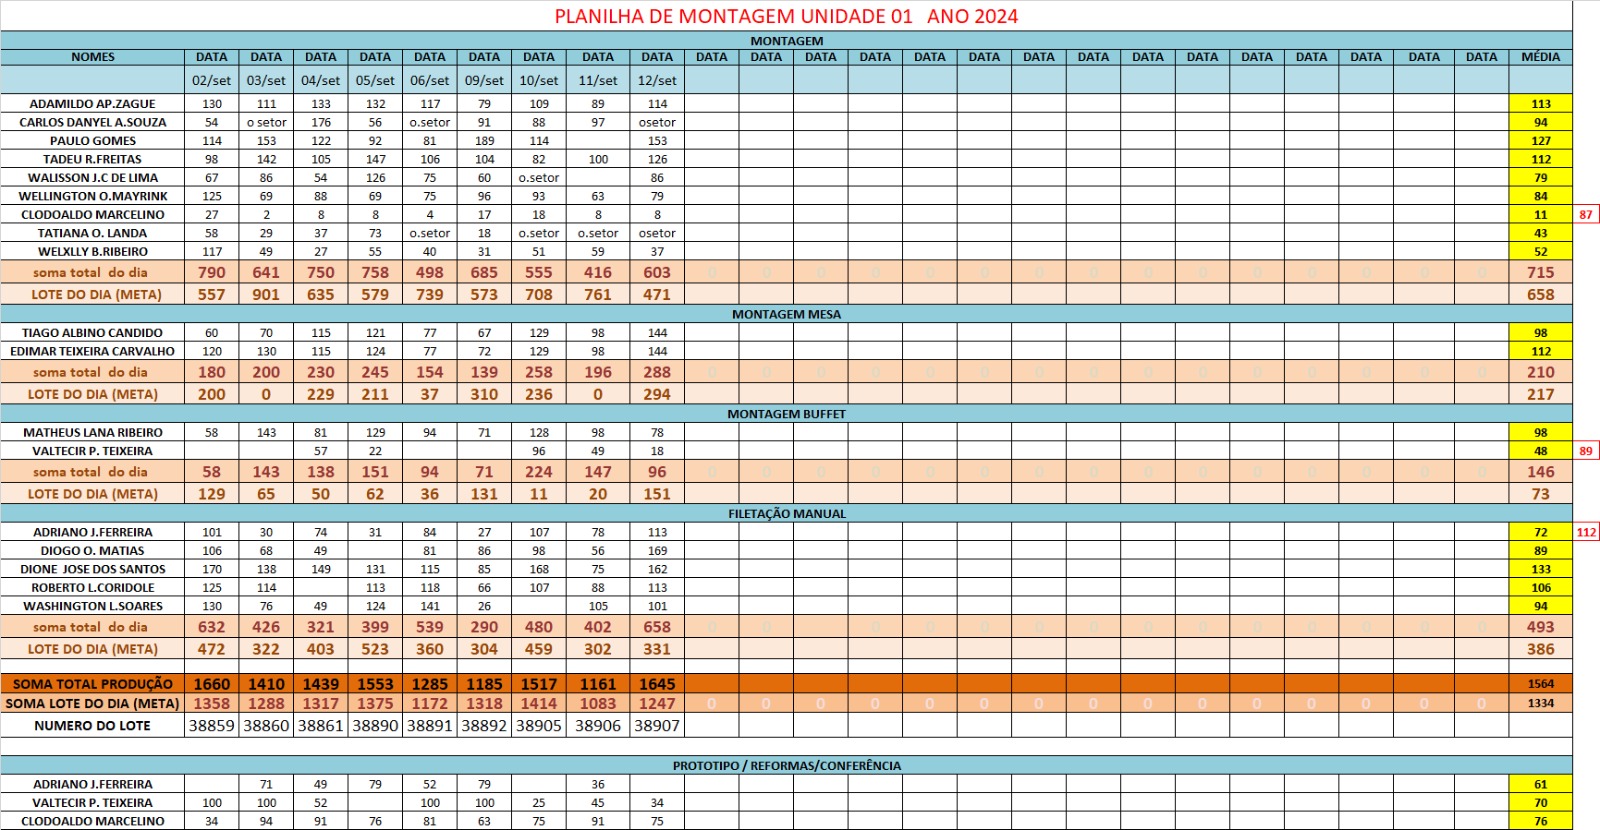 PLANILHA DE MONTAGEM UNIDADE 01 ANO 2024
MONTAGEM
NOMES DATA DATA DATA DATA DATA DATA DATA DATA DATA DATA DATA DATA DATA DATA DATA DATA DATA DATA DATA DATA DATA DATA DATA DATA MÉDIA
02/set 03/set 04/set 05/set 06/set 09/set 10/set 11/set 12/set
ADAMILDO AP.ZAGUE 130 111 133 132 117 79 109 89 114 113
CARLOS DANYEL A.SOUZA 54 o setor 176 56 o.setor 91 88 97 osetor 94
PAULO GOMES 114 153 122 92 81 189 114 153 127
TADEU R.FREITAS 98 142 105 147 106 104 82 100 126 112
WALISSON J.C DE LIMA 67 86 54 126 75 60 o.setor 86 79
WELLINGTON O.MAYRINK 125 69 88 69 75 96 93 63 79 84
CLODOALDO MARCELINO 27 2 8 8 4 17 18 8 8 11 87
TATIANA O. LANDA 58 29 37 73 o.setor 18 o.setor o.setor osetor 43
WELXLLY B.RIBEIRO 117 49 27 55 40 31 51 59 37 52
soma total do dia 790 641 750 758 498 685 555 416 603 0 0 0 0 0 0 0 0 0 0 0 0 0 0 715
LOTE DO DIA (META) 557 901 635 579 739 573 708 761 471 658
MONTAGEM MESA
TIAGO ALBINO CANDIDO 60 70 115 121 77 67 129 98 144 98
EDIMAR TEIXEIRA CARVALHO 120 130 115 124 77 72 129 98 144 112
soma total do dia 180 200 230 245 154 139 258 196 288 0 0 0 0 0 0 0 0 0 0 0 0 0 0 210
LOTE DO DIA (META) 200 0 229 211 37 310 236 0 294 217
MONTAGEM BUFFET
MATHEUS LANA RIBEIRO 58 143 81 129 94 71 128 98 78 98
VALTECIR P. TEIXEIRA 57 22 96 49 18 48 89
soma total do dia 58 143 138 151 94 71 224 147 96 0 0 0 0 0 0 0 0 0 0 0 0 0 0 146
LOTE DO DIA (META) 129 65 50 62 36 131 11 20 151 73
FILETAÇÃO MANUAL
ADRIANO J.FERREIRA 101 30 74 31 84 27 107 78 113 72 112
DIOGO O. MATIAS 106 68 49 81 86 98 56 169 89
DIONE JOSE DOS SANTOS 170 138 149 131 115 85 168 75 162 133
ROBERTO L.CORIDOLE 125 114 113 118 66 107 88 113 106
WASHINGTON L.SOARES 130 76 49 124 141 26 105 101 94
soma total do dia 632 426 321 399 539 290 480 402 658 0 0 0 0 0 0 0 0 0 0 0 0 0 0 493
LOTE DO DIA (META) 472 322 403 523 360 304 459 302 331 386
SOMA TOTAL PRODUÇÃO 1660 1410 1439 1553 1285 1185 1517 1161 1645 1564
SOMA LOTE DO DIA (META) 1358 1288 1317 1375 1172 1318 1414 1083 1247 0 0 0 0 0 0 0 0 0 0 0 0 0 0 0 1334
NUMERO DO LOTE 38859 38860 38861 38890 38891 38892 38905 38906 38907
PROTOTIPO / REFORMAS/CONFERÊNCIA
ADRIANO J.FERREIRA 71 49 79 52 79 36 61
VALTECIR P. TEIXEIRA 100 100 52 100 100 25 45 34 70
CLODOALDO MARCELINO 34 94 91 76 81 63 75 91 75 76